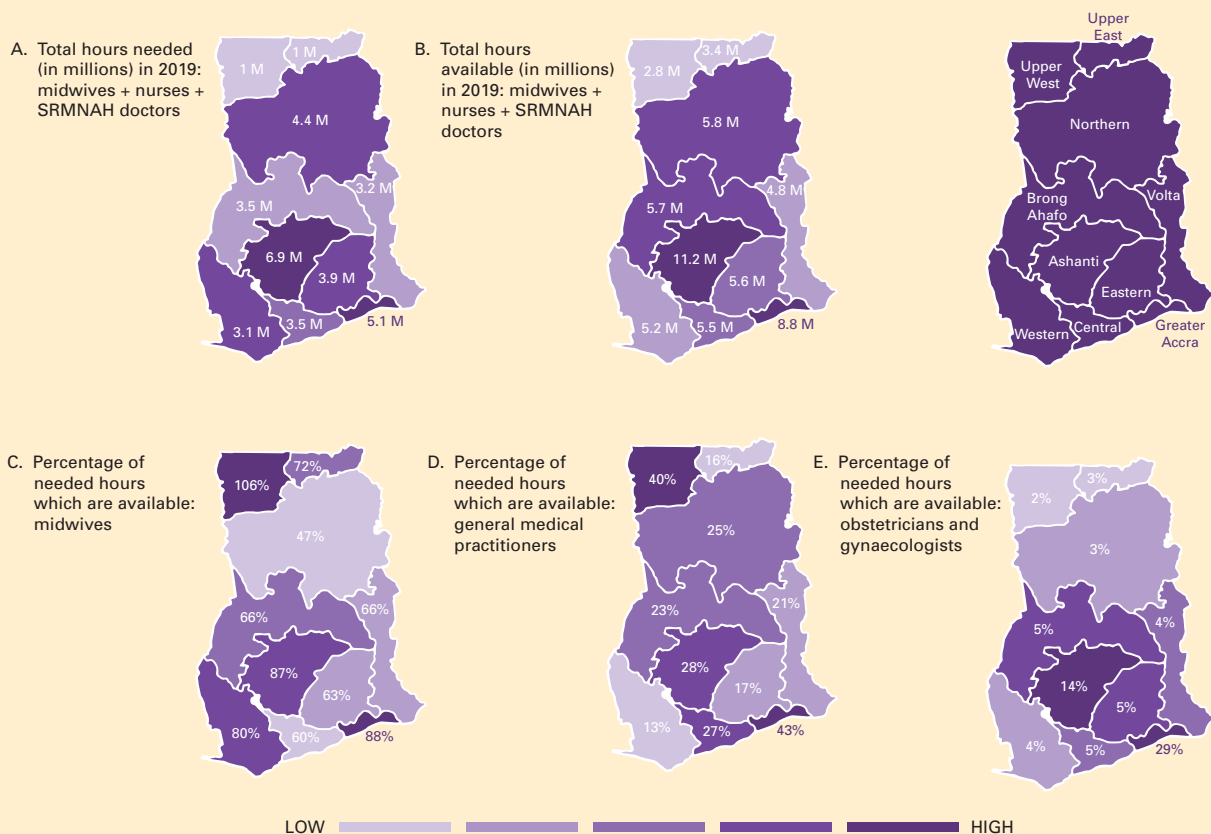 A. Total hours needed
(in millions) in 2019:
midwives + nurses +
SRMNAH doctors
1 M
1 M
4.4 M
3.2 M
3.5 M
6.9 M
3.9 M
3.5 M
5.1 M
3.1 M
B. Total hours
available (in millions)
in 2019: midwives +
nurses + SRMNAH
doctors
3.4 M
2.8 M
5.8 M
4.8 M
5.7 M
11.2 M
5.6 M
5.2 M
5.5 M
8.8 M
Upper
East
Upper
West
Northern
Brong
Ahafo
Volta
Ashanti
Eastern
Western
Central
Greater
Accra
C. Percentage of
needed hours
which are available:
midwives
72%
106%
47%
66%
66%
87%
63%
80%
60%
88%
D. Percentage of
needed hours
which are available:
general medical
practitioners
16%
40%
25%
21%
23%
28%
17%
13%
27%
43%
E. Percentage of
needed hours
which are available:
obstetricians and
gynaecologists
3%
2%
3%
4%
5%
14%
5%
4%
5%
29%
LOW
HIGH